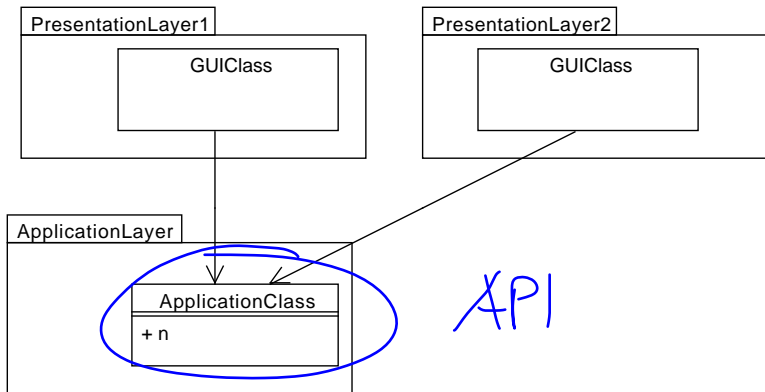 PresentationLayer1
PresentationLayer2
GUIClass
GUIClass
ApplicationLayer
ApplicationClass
+ n
API